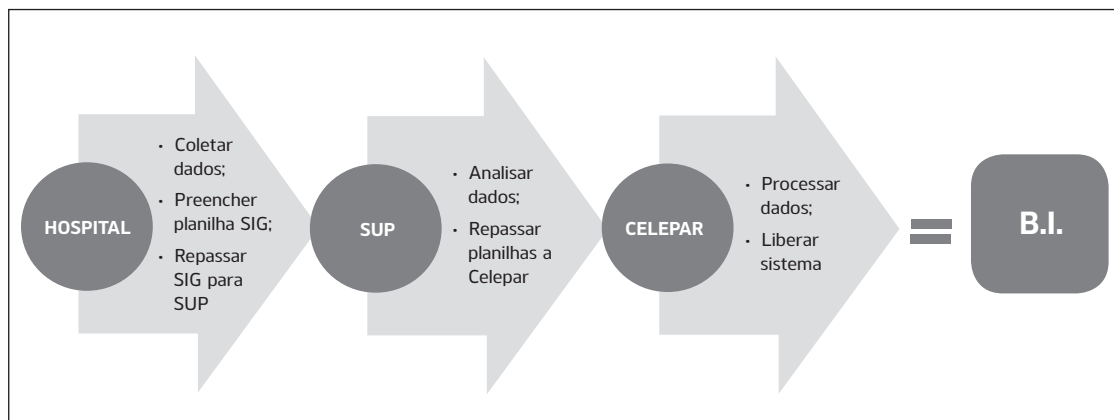 HOSPITAL
• Coletar
dados;
• Preencher
planilha SIG;
• Repassar
SIG para
SUP
SUP
• Analisar
dados;
• Repassar
planilhas a
Celepar
CELEPAR
• Processar
dados;
• Liberar
sistema
=
B.I.